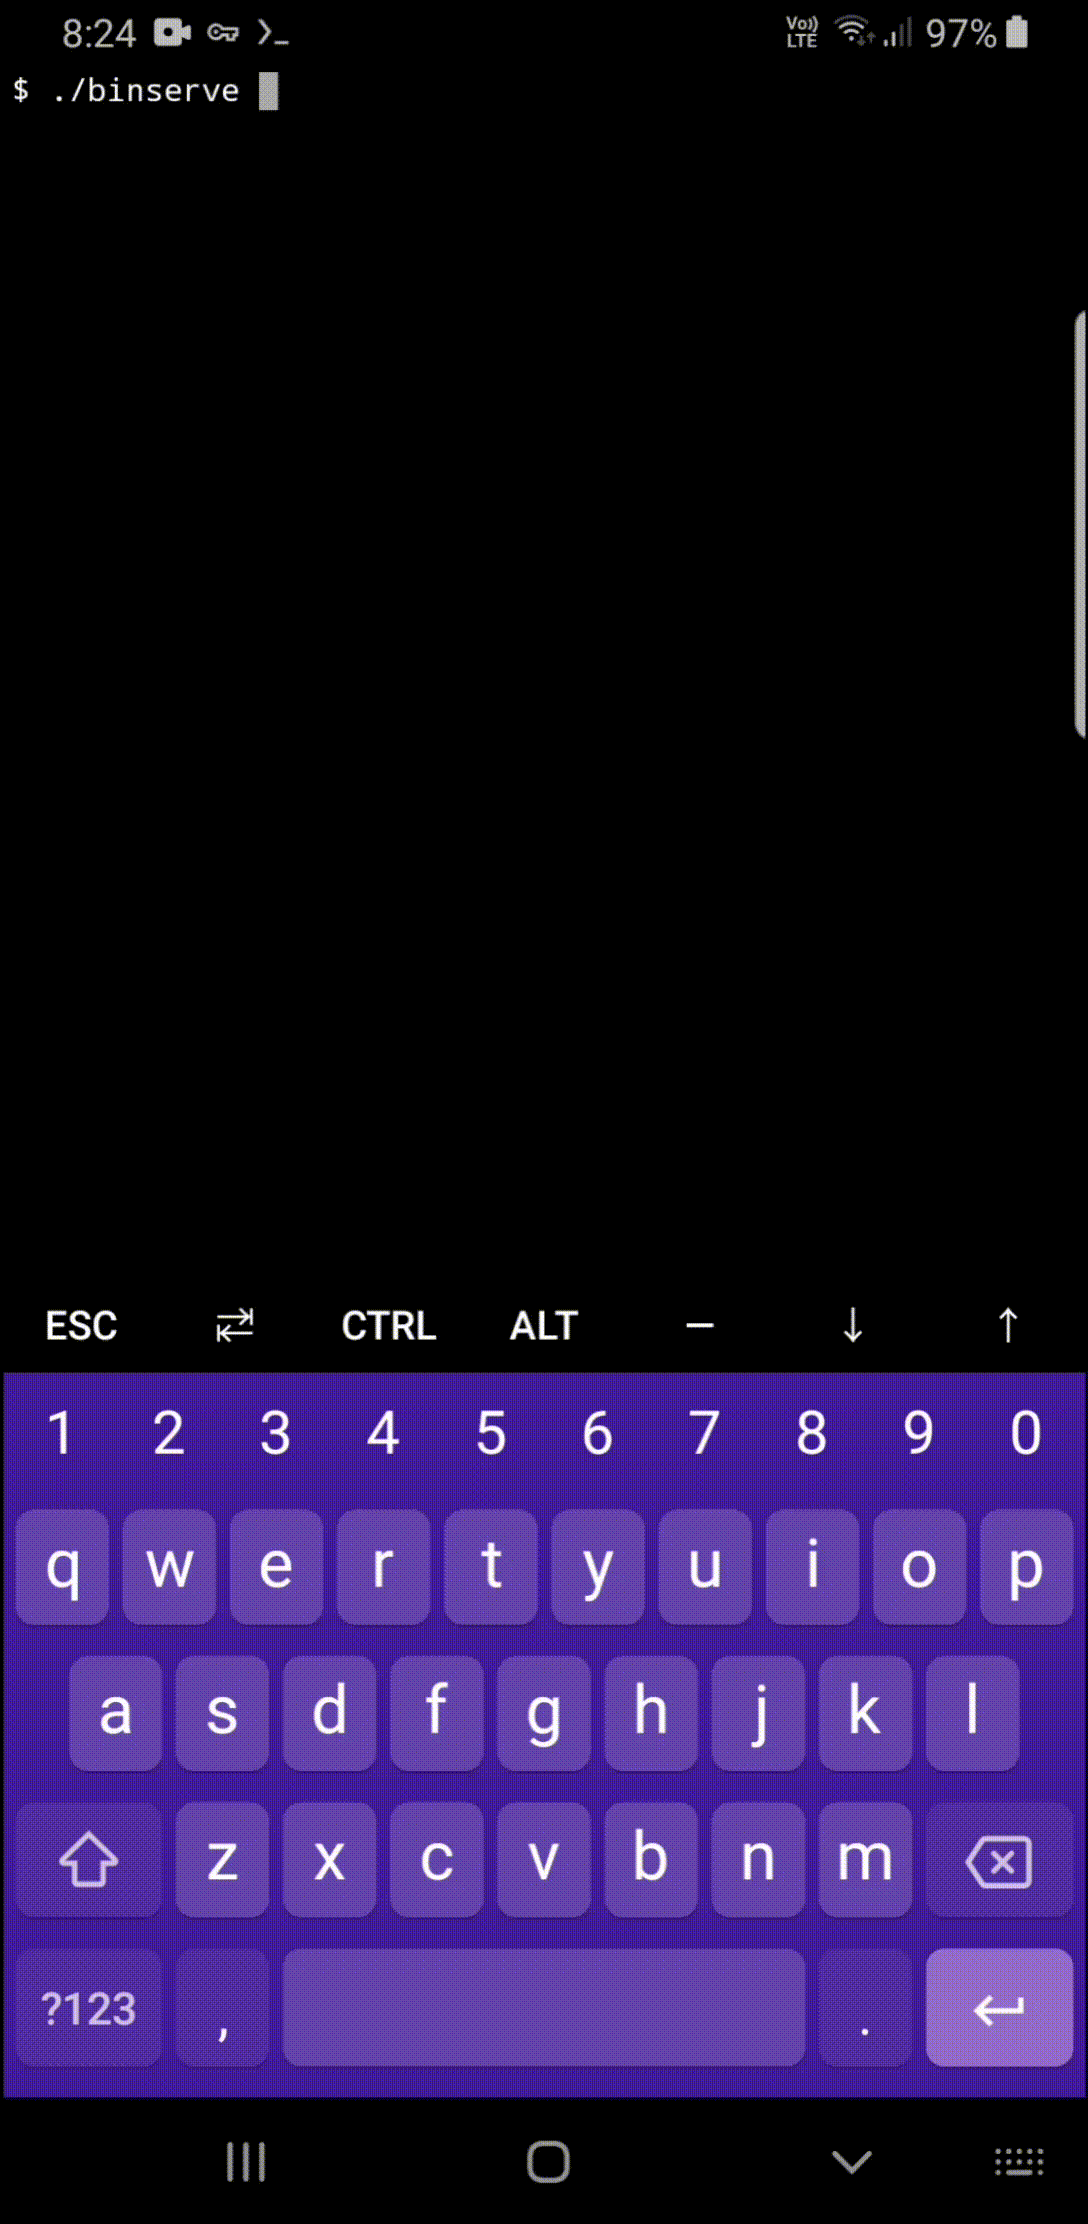 8:24 Vo)) LTE 97%
$ ./binserve
ESC ⇄ CTRL ALT – ↓ ↑
1 2 3 4 5 6 7 8 9 0
q w e r t y u i o p
a s d f g h j k l
z x c v b n m
?123 , .